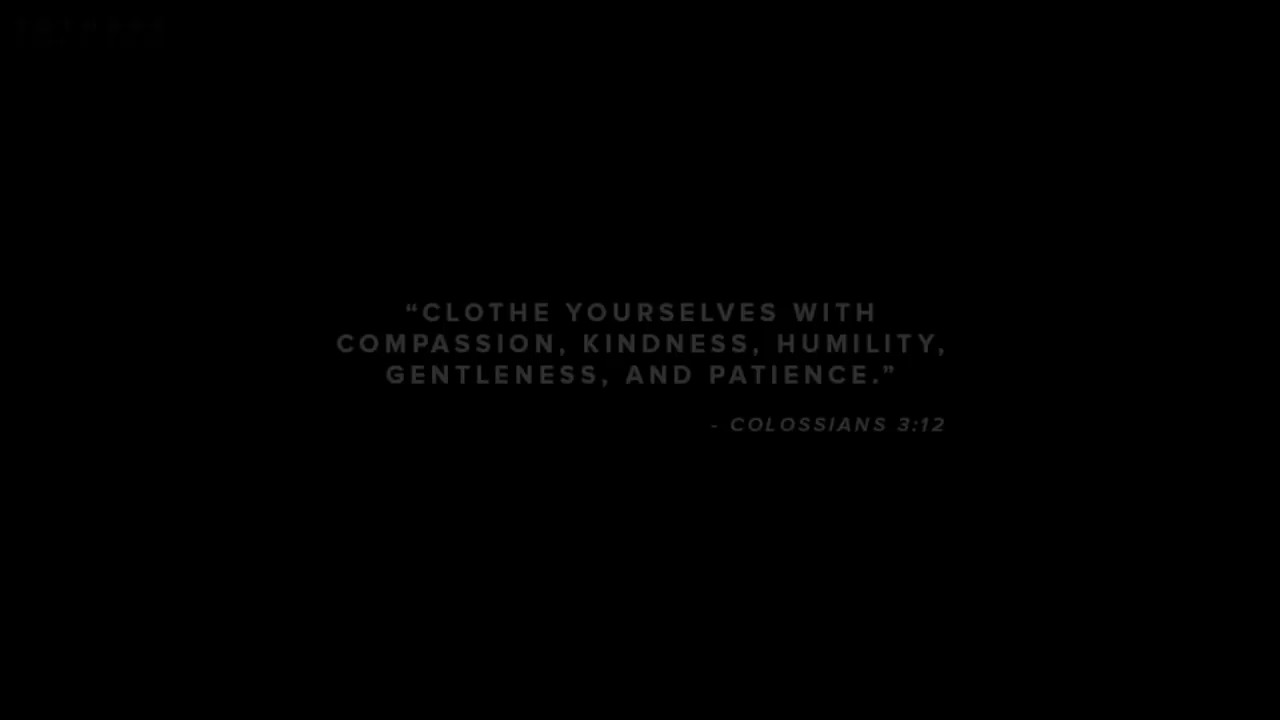 “CLOTHE YOURSELVES WITH
COMPASSION, KINDNESS, HUMILITY,
GENTLENESS, AND PATIENCE.”
- COLOSSIANS 3:12